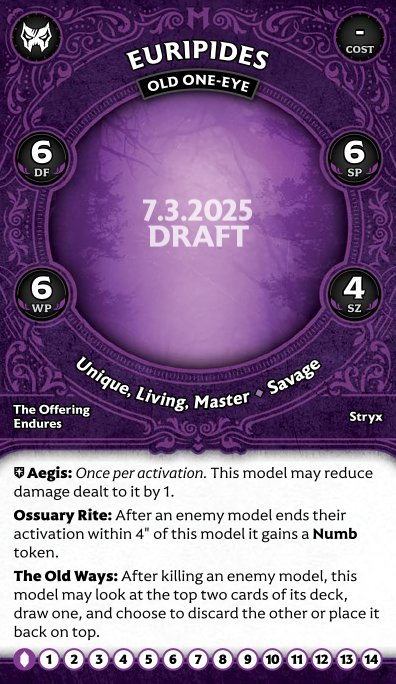 -
COST
EURIPIDES
OLD ONE-EYE
6
DF
6
SP
7.3.2025
DRAFT
6
WP
4
SZ
Unique, Living, Master ⬥ Savage
The Offering
Endures
Stryx
Aegis: Once per activation. This model may reduce
damage dealt to it by 1.
Ossuary Rite: After an enemy model ends their
activation within 4" of this model it gains a Numb
token.
The Old Ways: After killing an enemy model, this
model may look at the top two cards of its deck,
draw one, and choose to discard the other or place it
back on top.
1 2 3 4 5 6 7 8 9 10 11 12 13 14